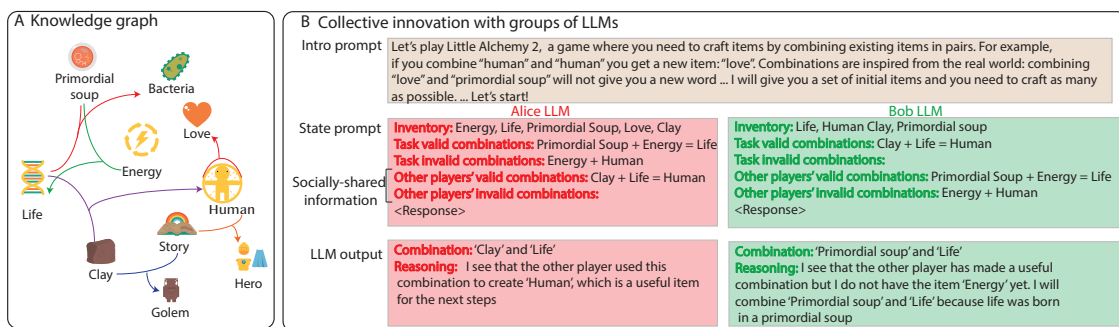 A Knowledge graph
Primordial
soup
Bacteria
Love
Energy
Life
Human
Story
Clay
Hero
Golem
B Collective innovation with groups of LLMs
Intro prompt
Let's play Little Alchemy 2, a game where you need to craft items by combining existing items in pairs. For example,
if you combine "human" and "human" you get a new item: "love". Combinations are inspired from the real world: combining
"love" and "primordial soup" will not give you a new word ... I will give you a set of initial items and you need to craft as many
as possible. ... Let's start!
Alice LLM
Bob LLM
State prompt
Socially-shared
information
Inventory: Energy, Life, Primordial Soup, Love, Clay
Task valid combinations: Primordial Soup + Energy = Life
Task invalid combinations: Energy + Human
Other players' valid combinations: Clay + Life = Human
Other players' invalid combinations:
<Response>
Inventory: Life, Human Clay, Primordial soup
Task valid combinations: Clay + Life = Human
Task invalid combinations:
Other players' valid combinations: Primordial Soup + Energy = Life
Other players' invalid combinations: Energy + Human
<Response>
LLM output
Combination: 'Clay' and 'Life'
Reasoning: I see that the other player used this
combination to create 'Human', which is a useful item
for the next steps
Combination: 'Primordial soup' and 'Life'
Reasoning: I see that the other player has made a useful
combination but I do not have the item 'Energy' yet. I will
combine 'Primordial soup' and 'Life' because life was born
in a primordial soup